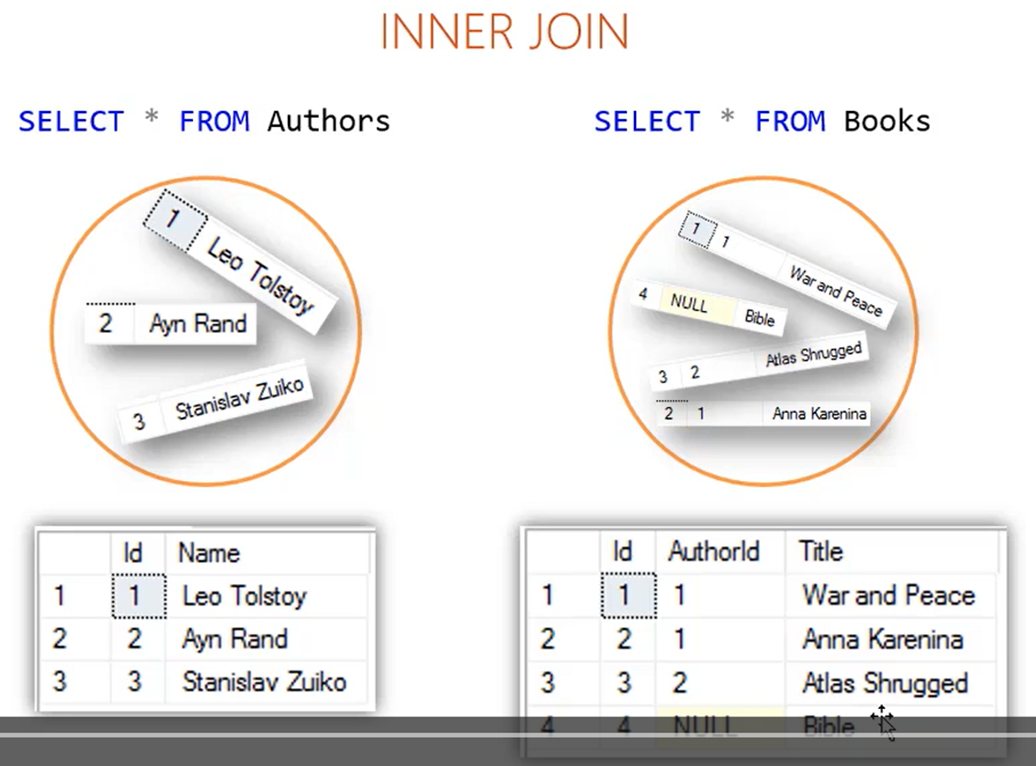 INNER JOIN
SELECT * FROM Authors
SELECT * FROM Books
1 Leo Tolstoy
2 Ayn Rand
3 Stanislav Zuiko
1 1 War and Peace
4 NULL Bible
3 2 Atlas Shrugged
2 1 Anna Karenina
Id Name
1 1 Leo Tolstoy
2 2 Ayn Rand
3 3 Stanislav Zuiko
Id AuthorId Title
1 1 1 War and Peace
2 2 1 Anna Karenina
3 3 2 Atlas Shrugged
4 4 NULL Bible